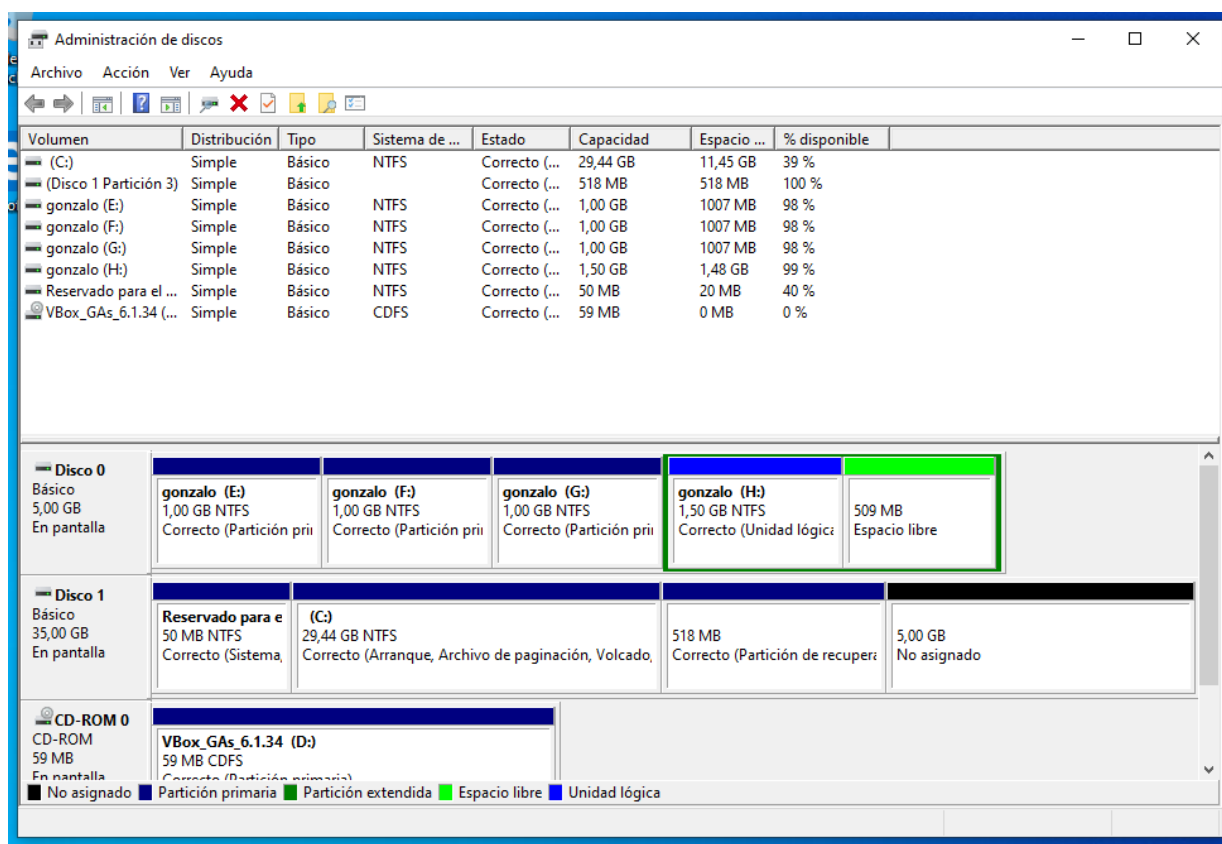 Administración de discos
Archivo Acción Ver Ayuda
Volumen Distribución Tipo Sistema de ... Estado Capacidad Espacio ... % disponible
(C:) Simple Básico NTFS Correcto (... 29,44 GB 11,45 GB 39 %
(Disco 1 Partición 3) Simple Básico Correcto (... 518 MB 518 MB 100 %
gonzalo (E:) Simple Básico NTFS Correcto (... 1,00 GB 1007 MB 98 %
gonzalo (F:) Simple Básico NTFS Correcto (... 1,00 GB 1007 MB 98 %
gonzalo (G:) Simple Básico NTFS Correcto (... 1,00 GB 1007 MB 98 %
gonzalo (H:) Simple Básico NTFS Correcto (... 1,50 GB 1,48 GB 99 %
Reservado para el ... Simple Básico NTFS Correcto (... 50 MB 20 MB 40 %
VBox_GAs_6.1.34 (... Simple Básico CDFS Correcto (... 59 MB 0 MB 0 %
Disco 0
Básico
5,00 GB
En pantalla
gonzalo (E:)
1,00 GB NTFS
Correcto (Partición pri
gonzalo (F:)
1,00 GB NTFS
Correcto (Partición pri
gonzalo (G:)
1,00 GB NTFS
Correcto (Partición pri
gonzalo (H:)
1,50 GB NTFS
Correcto (Unidad lógica
509 MB
Espacio libre
Disco 1
Básico
35,00 GB
En pantalla
Reservado para e
50 MB NTFS
Correcto (Sistema,
(C:)
29,44 GB NTFS
Correcto (Arranque, Archivo de paginación, Volcado,
518 MB
Correcto (Partición de recupera
5,00 GB
No asignado
CD-ROM 0
CD-ROM
59 MB
En pantalla
VBox_GAs_6.1.34 (D:)
59 MB CDFS
Correcto (Partición primaria)
No asignado Partición primaria Partición extendida Espacio libre Unidad lógica